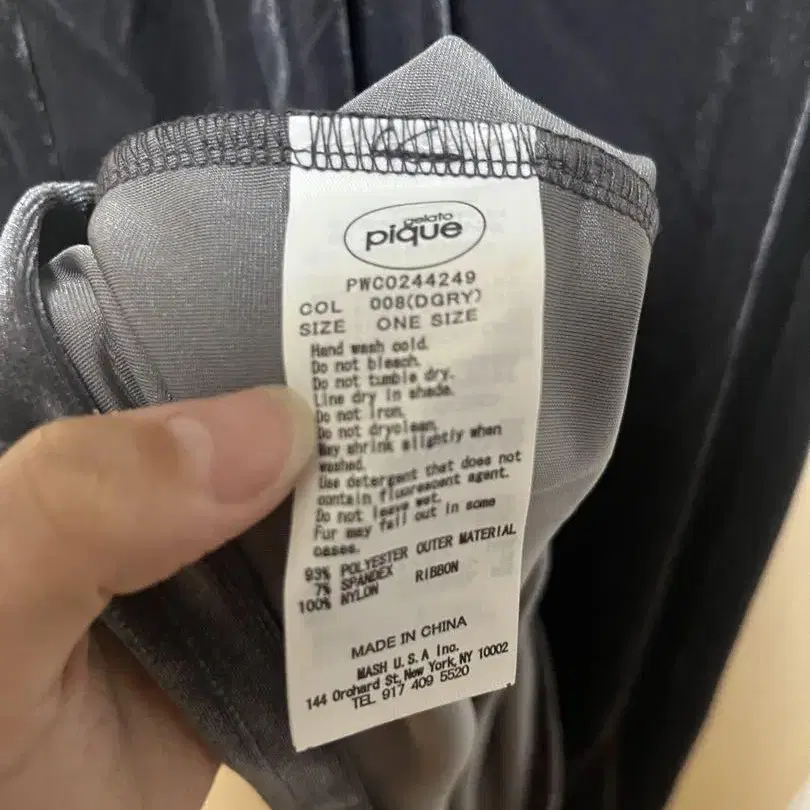 gelato
pique
PWCO244249
COL 008(DGRY)
SIZE ONE SIZE
Hand wash cold.
Do not bleach.
Do not tumble dry.
Line dry in shade.
Do not iron.
Do not dryclean.
May shrink slightly when
washed.
Use detergent that does not
contain fluorescent agent.
Do not leave wet.
Fur may fall out in some
cases.
93% POLYESTER OUTER MATERIAL
7% SPANDEX
100% NYLON RIBBON
MADE IN CHINA
MASH U.S.A Inc.
144 Orchard St, New York, NY 10002
TEL 917 409 5520